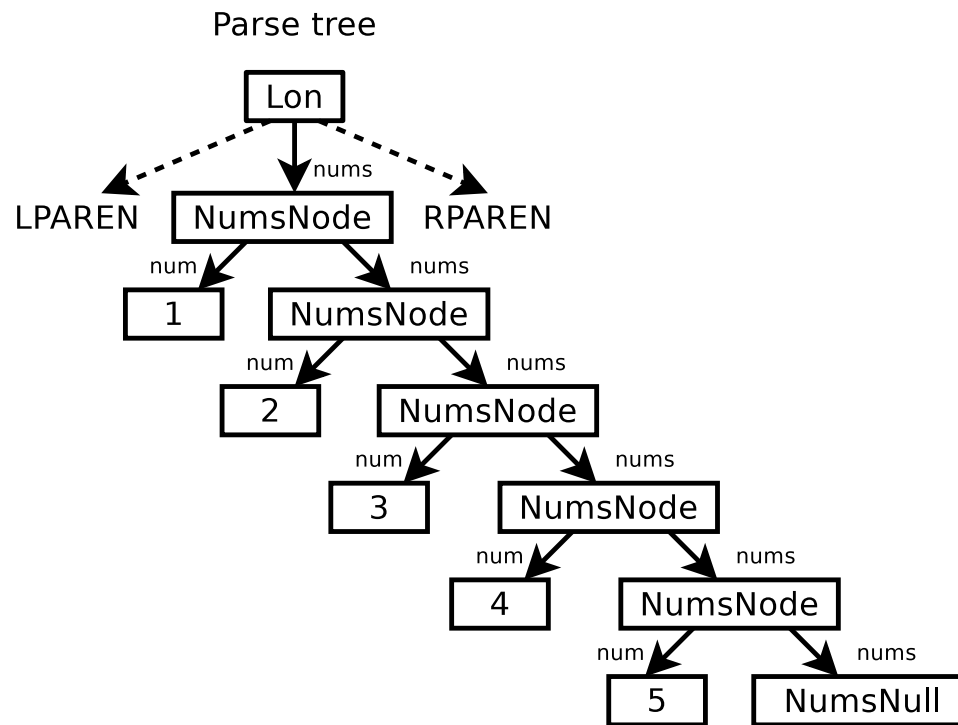 Parse tree
Lon
nums
LPAREN NumsNode RPAREN
num nums
1 NumsNode
num nums
2 NumsNode
num nums
3 NumsNode
num nums
4 NumsNode
num nums
5 NumsNull